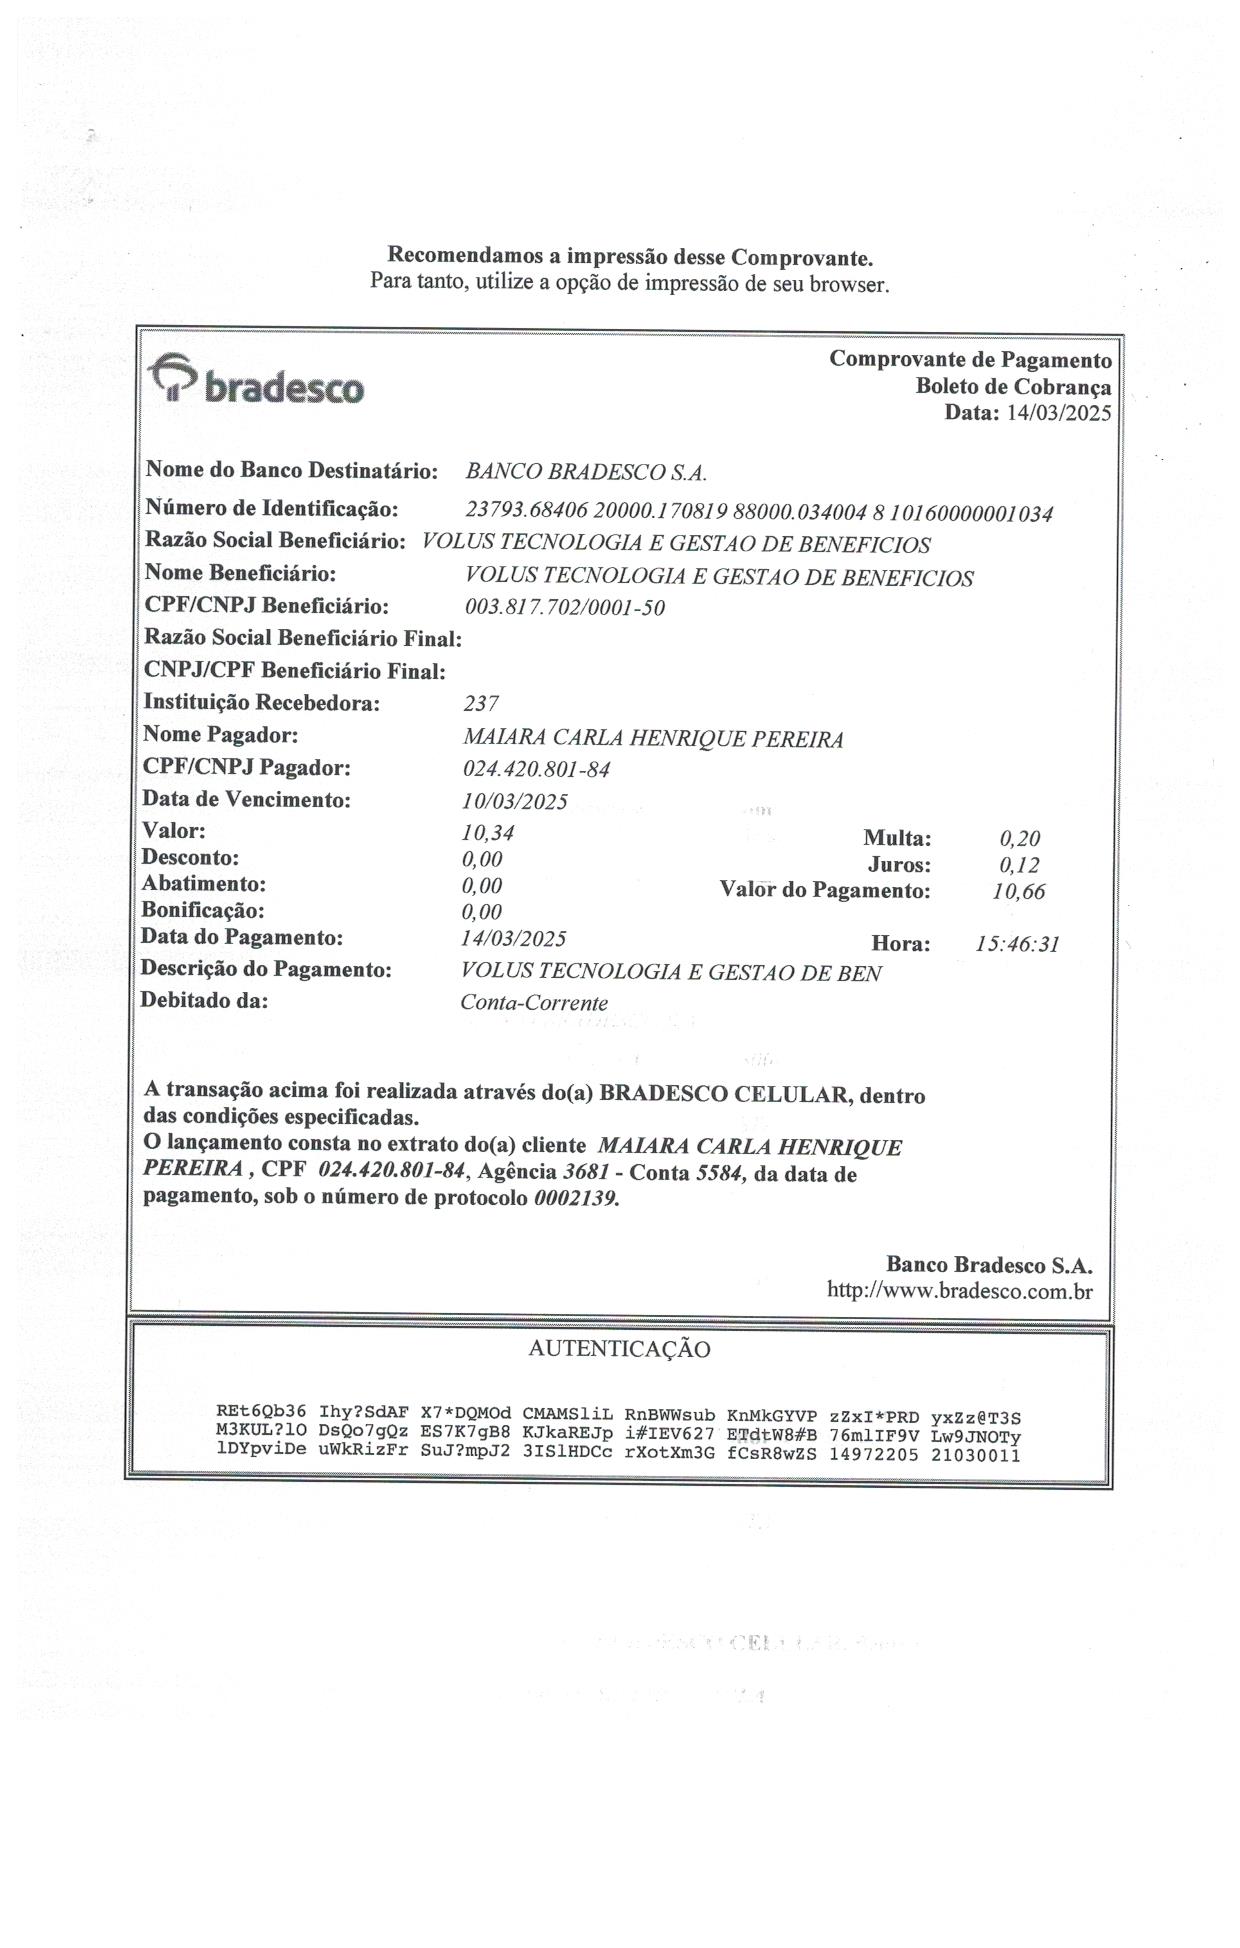 Recomendamos a impressão desse Comprovante.
Para tanto, utilize a opção de impressão de seu browser.
bradesco
Comprovante de Pagamento
Boleto de Cobrança
Data: 14/03/2025
Nome do Banco Destinatário: BANCO BRADESCO S.A.
Número de Identificação: 23793.68406 20000.170819 88000.034004 8 10160000001034
Razão Social Beneficiário: VOLUS TECNOLOGIA E GESTAO DE BENEFICIOS
Nome Beneficiário: VOLUS TECNOLOGIA E GESTAO DE BENEFICIOS
CPF/CNPJ Beneficiário: 003.817.702/0001-50
Razão Social Beneficiário Final:
CNPJ/CPF Beneficiário Final:
Instituição Recebedora: 237
Nome Pagador: MAIARA CARLA HENRIQUE PEREIRA
CPF/CNPJ Pagador: 024.420.801-84
Data de Vencimento: 10/03/2025
Valor: 10,34 Multa: 0,20
Desconto: 0,00 Juros: 0,12
Abatimento: 0,00 Valor do Pagamento: 10,66
Bonificação: 0,00
Data do Pagamento: 14/03/2025 Hora: 15:46:31
Descrição do Pagamento: VOLUS TECNOLOGIA E GESTAO DE BEN
Debitado da: Conta-Corrente
A transação acima foi realizada através do(a) BRADESCO CELULAR, dentro
das condições especificadas.
O lançamento consta no extrato do(a) cliente MAIARA CARLA HENRIQUE
PEREIRA , CPF 024.420.801-84, Agência 3681 - Conta 5584, da data de
pagamento, sob o número de protocolo 0002139.
Banco Bradesco S.A.
http://www.bradesco.com.br
AUTENTICAÇÃO
REt6Qb36 Ihy?SdAF X7*DQMOd CMAMSliL RnBWWsub KnMkGYVP zZxI*PRD yxZz@T3S
M3KUL?lO DsQo7gQz ES7K7gB8 KJkaREJp i#IEV627 ETdtW8#B 76mlIF9V Lw9JNOTy
lDYpviDe uWkRizFr SuJ?mpJ2 3ISlHDCc rXotXm3G fCsR8wZS 14972205 21030011